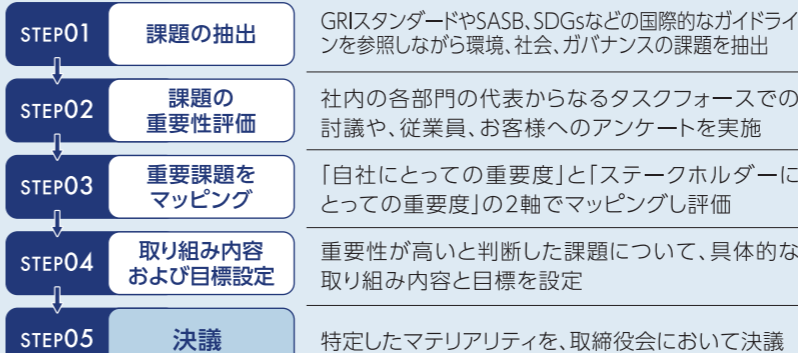 STEP01
課題の抽出
GRIスタンダードやSASB、SDGsなどの国際的なガイドライ
ンを参照しながら環境、社会、ガバナンスの課題を抽出
STEP02
課題の
重要性評価
社内の各部門の代表からなるタスクフォースでの
討議や、従業員、お客様へのアンケートを実施
STEP03
重要課題を
マッピング
「自社にとっての重要度」と「ステークホルダーに
とっての重要度」の2軸でマッピングし評価
STEP04
取り組み内容
および目標設定
重要性が高いと判断した課題について、具体的な
取り組み内容と目標を設定
STEP05
決議
特定したマテリアリティを、取締役会において決議